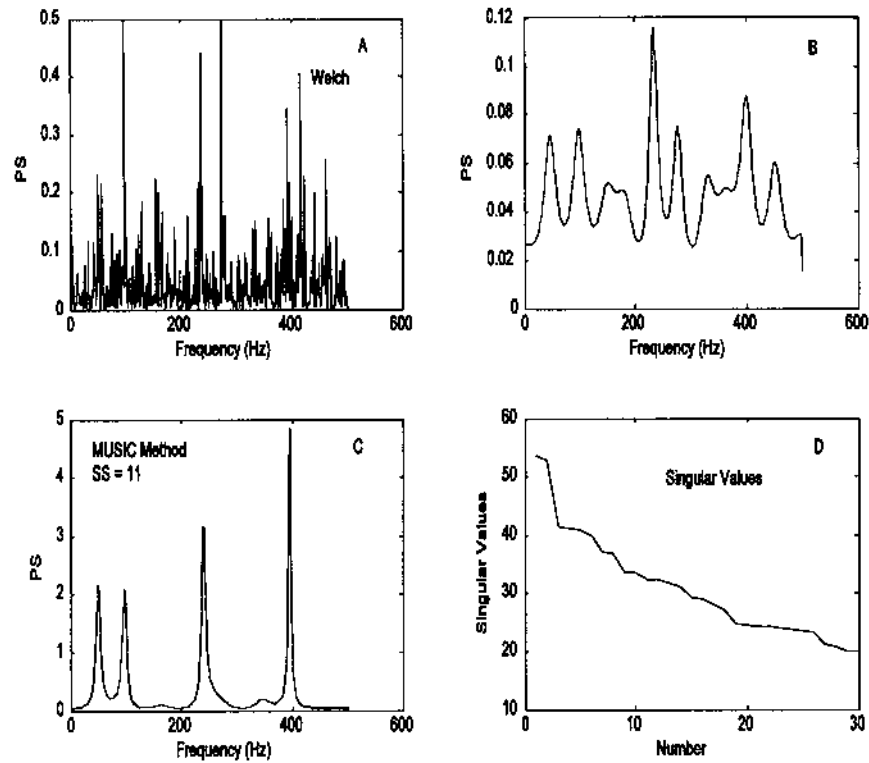 0.5
A
Welch
0.4
0.3
PS
0.2
0.1
0
0
200
400
600
Frequency (Hz)
0.12
B
0.1
0.08
PS
0.06
0.04
0.02
0
0
200
400
600
Frequency (Hz)
5
C
MUSIC Method
SS = 11
4
3
PS
2
1
0
0
200
400
600
Frequency (Hz)
60
D
Singular Values
50
40
Singular Values
30
20
10
0
10
20
30
Number